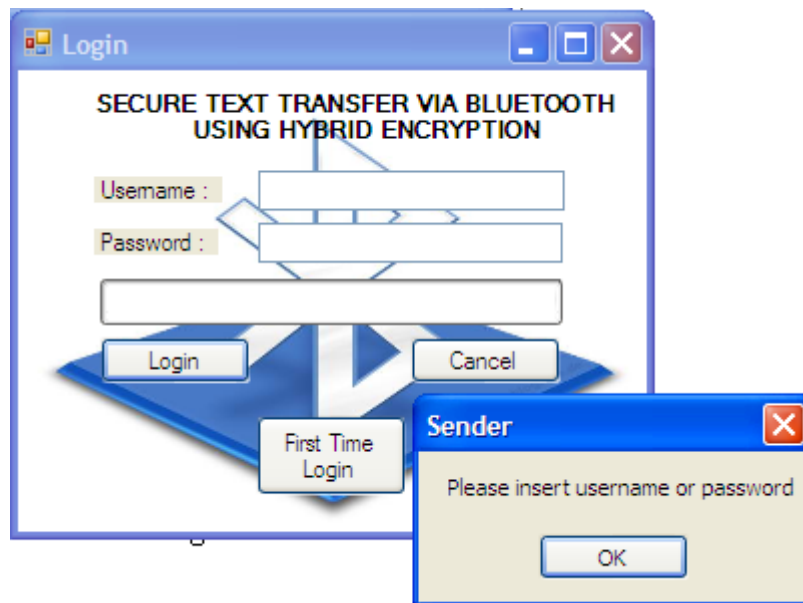 Login
SECURE TEXT TRANSFER VIA BLUETOOTH
USING HYBRID ENCRYPTION
Username :
Password :
Login
Cancel
First Time
Login
Sender
Please insert username or password
OK